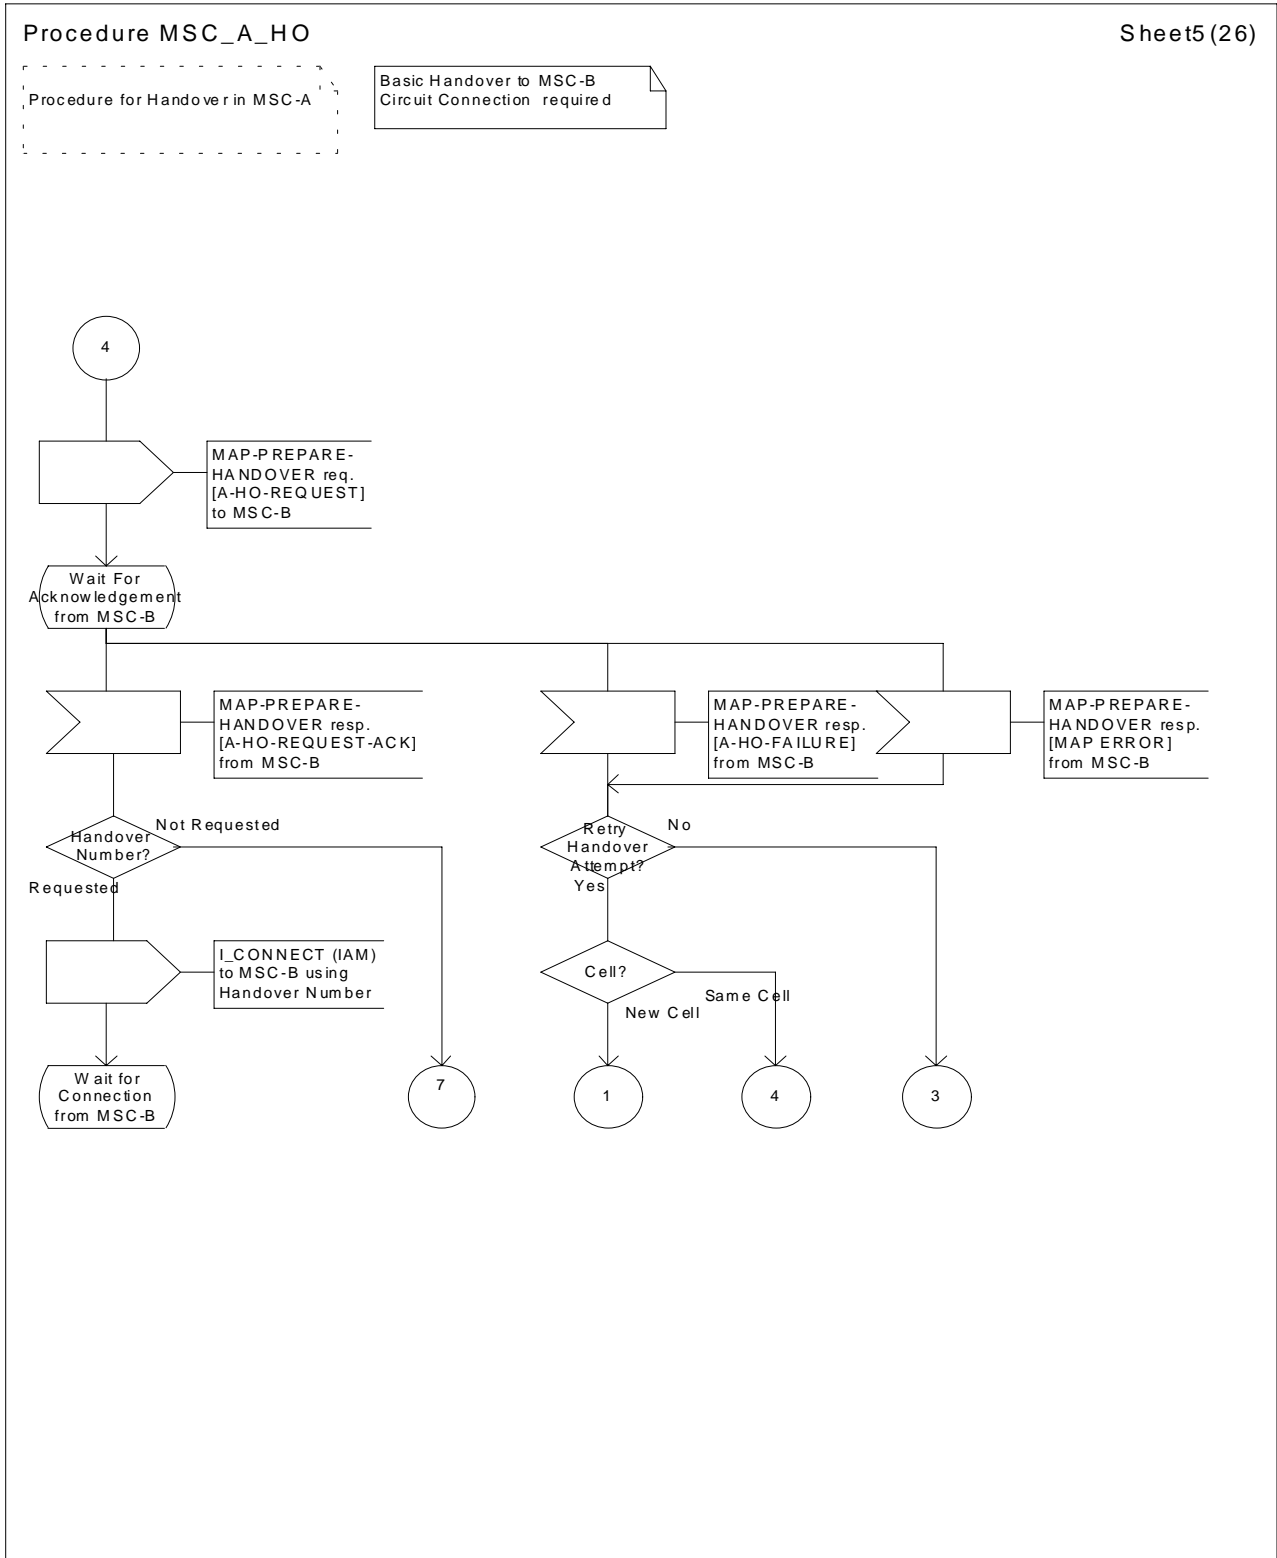 Procedure MSC_A_HO
Sheet5(26)
Procedure for Handover in MSC-A
Basic Handover to MSC-B
Circuit Connection required
4
MAP-PREPARE-
HANDOVER req.
[A-HO-REQUEST]
to MSC-B
Wait For
Acknowledgement
from MSC-B
MAP-PREPARE-
HANDOVER resp.
[A-HO-REQUEST-ACK]
from MSC-B
MAP-PREPARE-
HANDOVER resp.
[A-HO-FAILURE]
from MSC-B
MAP-PREPARE-
HANDOVER resp.
[MAP ERROR]
from MSC-B
Handover
Number?
Not Requested
Requested
Retry
Handover
Attempt?
No
Yes
I_CONNECT (IAM)
to MSC-B using
Handover Number
Cell?
Same Cell
New Cell
Wait for
Connection
from MSC-B
7
1
4
3